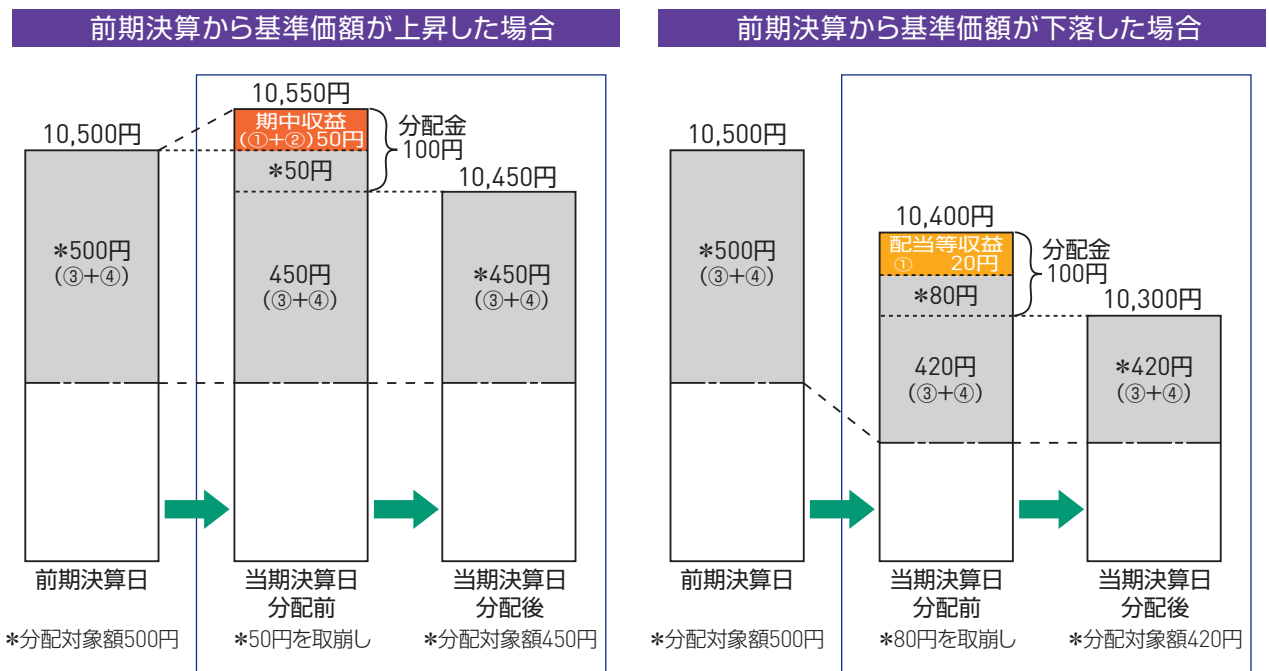 前期決算から基準価額が上昇した場合
10,500円
*500円
(③+④)
前期決算日
*分配対象額500円
10,550円
期中収益
(①+②)50円
*50円
450円
(③+④)
当期決算日
分配前
*50円を取崩し
分配金
100円
10,450円
*450円
(③+④)
当期決算日
分配後
*分配対象額450円
前期決算から基準価額が下落した場合
10,500円
*500円
(③+④)
前期決算日
*分配対象額500円
10,400円
配当等収益
① 20円
*80円
420円
(③+④)
当期決算日
分配前
*80円を取崩し
分配金
100円
10,300円
*420円
(③+④)
当期決算日
分配後
*分配対象額420円